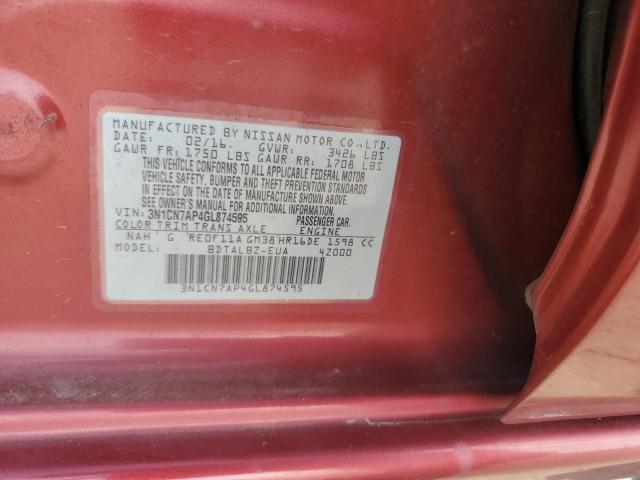 MANUFACTURED BY NISSAN MOTOR CO.,LTD.
DATE: 02/16. GVWR: 3426 LBS
GAWR FR: 1750 LBS GAWR RR: 1708 LBS
THIS VEHICLE CONFORMS TO ALL APPLICABLE FEDERAL MOTOR
VEHICLE SAFETY, BUMPER AND THEFT PREVENTION STANDARDS
IN EFFECT ON THE DATE OF MANUFACTURE SHOWN ABOVE.
SEE OWNER'S MANUAL FOR ADDITIONAL INFORMATION.
VIN: 3N1CN7AP4GL874595 PASSENGER CAR.
COLOR TRIM TRANS AXLE ENGINE
NAH G RE0F11A GM38 HR16DE 1598 CC
MODEL: BDTALBZ-EUA 4Z000
3N1CN7AP4GL874595